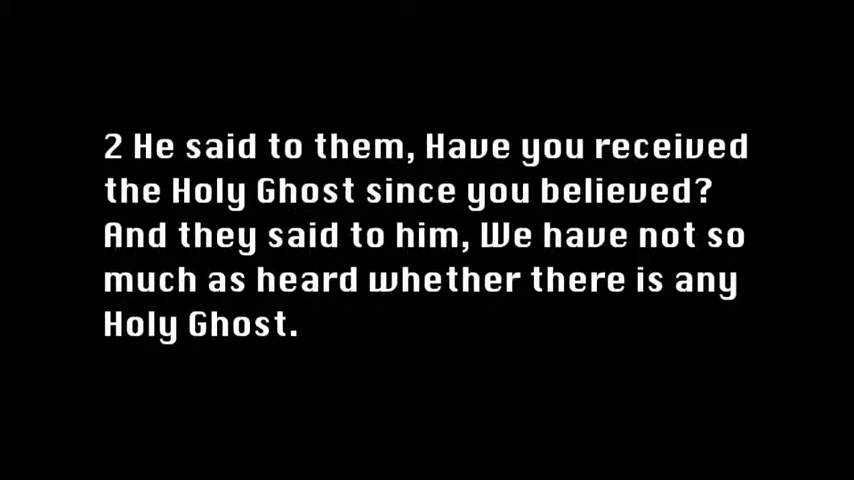 2 He said to them, Have you received
the Holy Ghost since you believed?
And they said to him, We have not so
much as heard whether there is any
Holy Ghost.